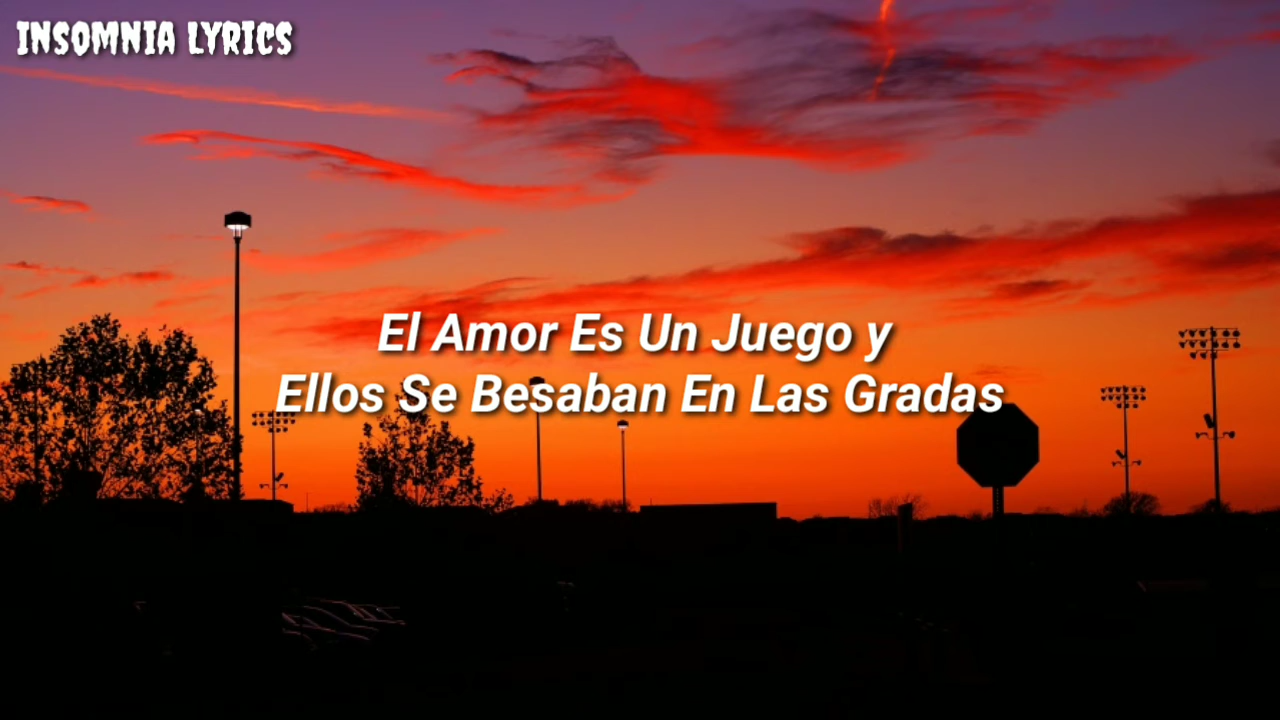 INSOMNIA LYRICS
El Amor Es Un Juego y
Ellos Se Besaban En Las Gradas